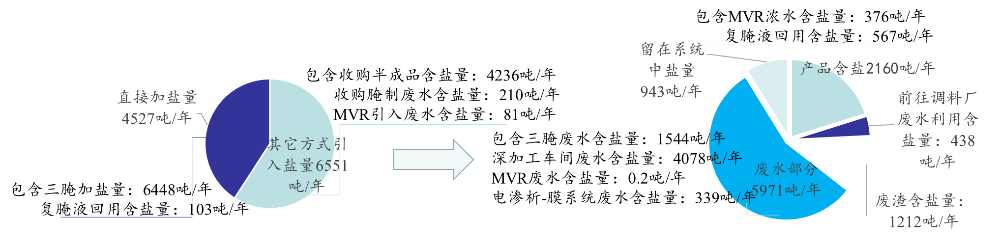 直接加盐量
4527吨/年
包含三腌加盐量：6448吨/年
复腌液回用含盐量：103吨/年
其它方式引
入盐量6551
吨/年
包含收购半成品含盐量：4236吨/年
收购腌制废水含盐量：210吨/年
MVR引入废水含盐量：81吨/年
包含三腌废水含盐量：1544吨/年
深加工车间废水含盐量：4078吨/年
MVR废水含盐量：0.2吨/年
电渗析-膜系统废水含盐量：339吨/年
废水部分
5971吨/年
包含MVR浓水含盐量：376吨/年
复腌液回用含盐量：567吨/年
留在系统
中盐量
943吨/年
产品含盐2160吨/年
前往调料厂
废水利用含
盐量：438
吨/年
废渣含盐量：
1212吨/年